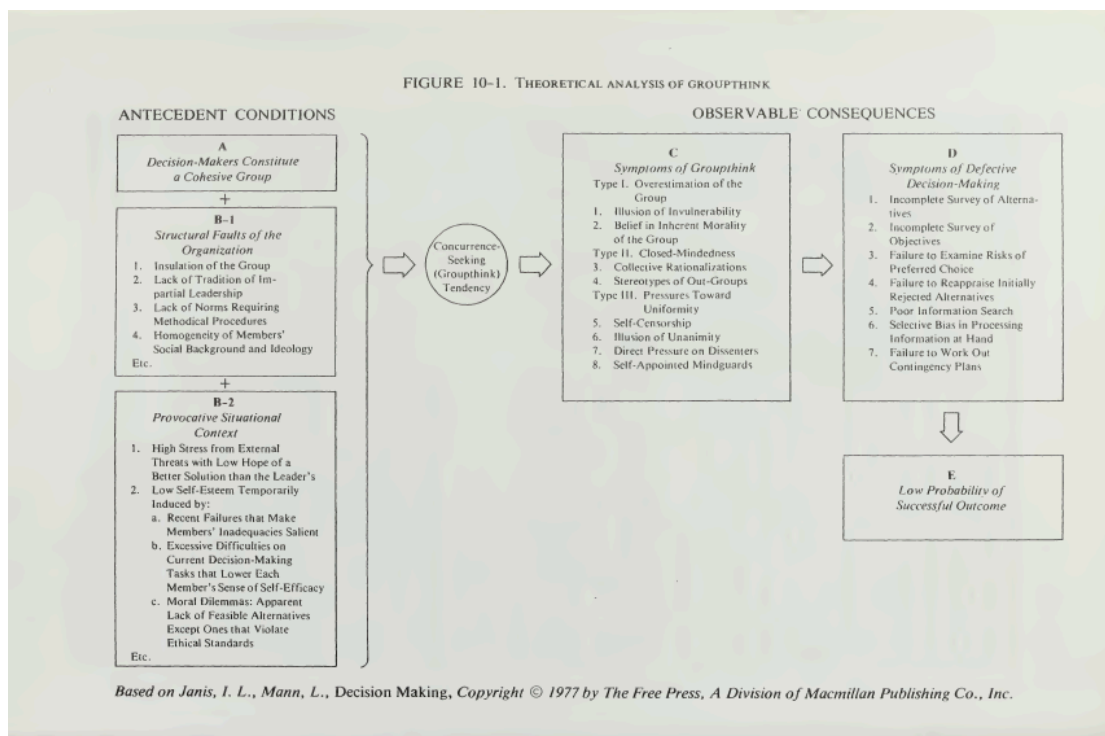 FIGURE 10-1. THEORETICAL ANALYSIS OF GROUPTHINK
ANTECEDENT CONDITIONS
A
Decision-Makers Constitute
a Cohesive Group
+
B-1
Structural Faults of the
Organization
1. Insulation of the Group
2. Lack of Tradition of Im-
partial Leadership
3. Lack of Norms Requiring
Methodical Procedures
4. Homogeneity of Members'
Social Background and Ideology
Etc.
+
B-2
Provocative Situational
Context
1. High Stress from External
Threats with Low Hope of a
Better Solution than the Leader's
2. Low Self-Esteem Temporarily
Induced by:
a. Recent Failures that Make
Members' Inadequacies Salient
b. Excessive Difficulties on
Current Decision-Making
Tasks that Lower Each
Member's Sense of Self-Efficacy
c. Moral Dilemmas: Apparent
Lack of Feasible Alternatives
Except Ones that Violate
Ethical Standards
Etc.
Concurrence-
Seeking
(Groupthink)
Tendency
OBSERVABLE CONSEQUENCES
C
Symptoms of Groupthink
Type I. Overestimation of the
Group
1. Illusion of Invulnerability
2. Belief in Inherent Morality
of the Group
Type II. Closed-Mindedness
3. Collective Rationalizations
4. Stereotypes of Out-Groups
Type III. Pressures Toward
Uniformity
5. Self-Censorship
6. Illusion of Unanimity
7. Direct Pressure on Dissenters
8. Self-Appointed Mindguards
D
Symptoms of Defective
Decision-Making
1. Incomplete Survey of Alterna-
tives
2. Incomplete Survey of
Objectives
3. Failure to Examine Risks of
Preferred Choice
4. Failure to Reappraise Initially
Rejected Alternatives
5. Poor Information Search
6. Selective Bias in Processing
Information at Hand
7. Failure to Work Out
Contingency Plans
E
Low Probability of
Successful Outcome
Based on Janis, I. L., Mann, L., Decision Making, Copyright © 1977 by The Free Press, A Division of Macmillan Publishing Co., Inc.